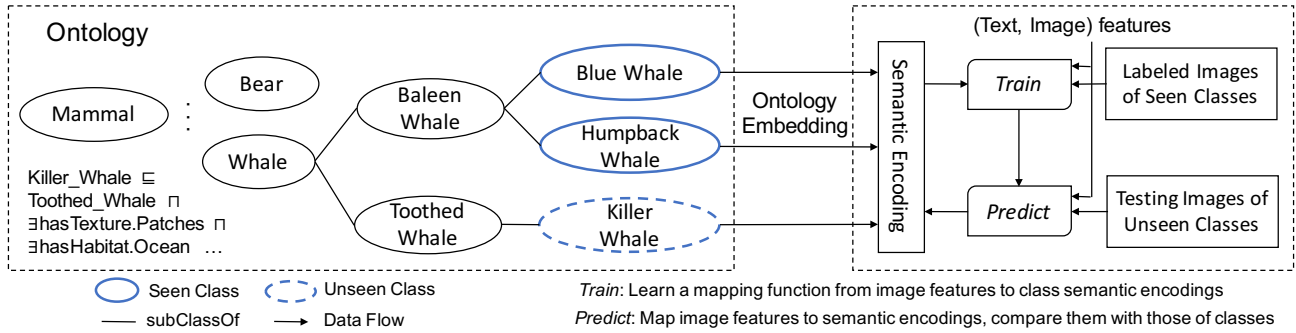 Ontology
Mammal
Bear
Whale
Baleen
Whale
Toothed
Whale
Blue Whale
Humpback
Whale
Killer
Whale
Killer_Whale ⊑
Toothed_Whale ⊓
∃hasTexture.Patches ⊓
∃hasHabitat.Ocean ...
Ontology
Embedding
Semantic Encoding
(Text, Image) features
Train
Labeled Images
of Seen Classes
Predict
Testing Images of
Unseen Classes
Seen Class
Unseen Class
subClassOf
Data Flow
Train: Learn a mapping function from image features to class semantic encodings
Predict: Map image features to semantic encodings, compare them with those of classes